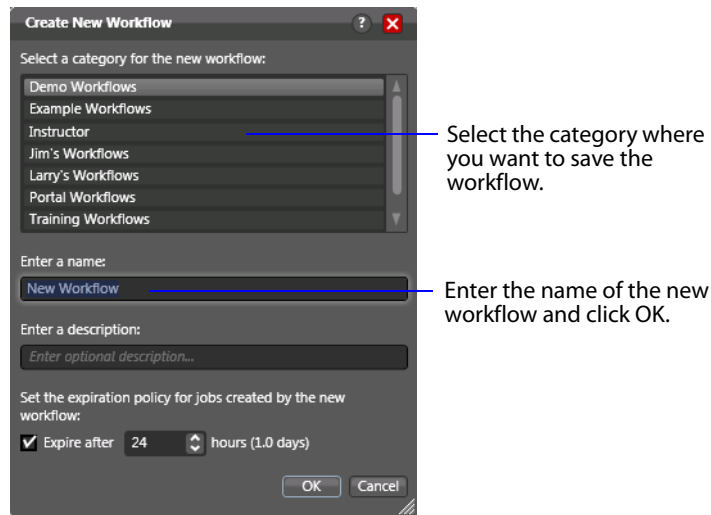 Create New Workflow
?
Select a category for the new workflow:
Demo Workflows
Example Workflows
Instructor
Jim's Workflows
Larry's Workflows
Portal Workflows
Training Workflows
Select the category where
you want to save the
workflow.
Enter a name:
New Workflow
Enter the name of the new
workflow and click OK.
Enter a description:
Enter optional description...
Set the expiration policy for jobs created by the new
workflow:
Expire after 24 hours (1.0 days)
OK Cancel